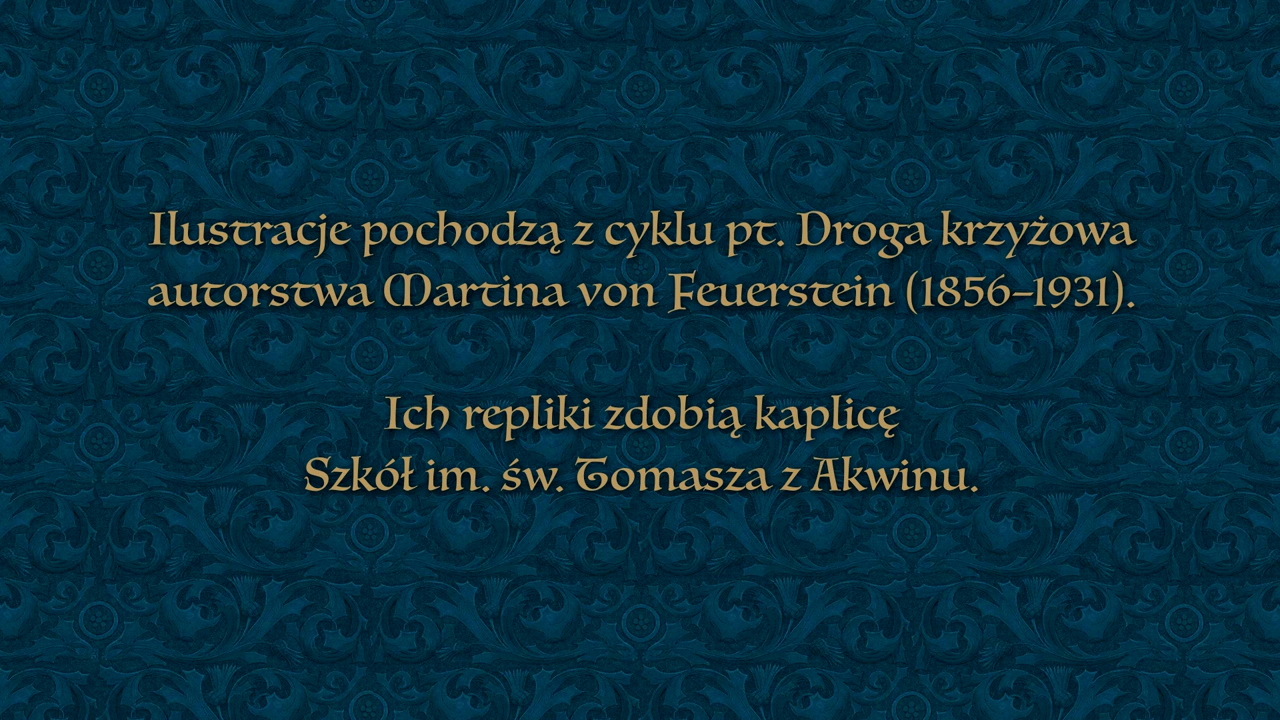 Ilustracje pochodzą z cyklu pt. Droga krzyżowa
autorstwa Martina von Feuerstein (1856–1931).
Ich repliki zdobią kaplicę
Szkół im. św. Tomasza z Akwinu.